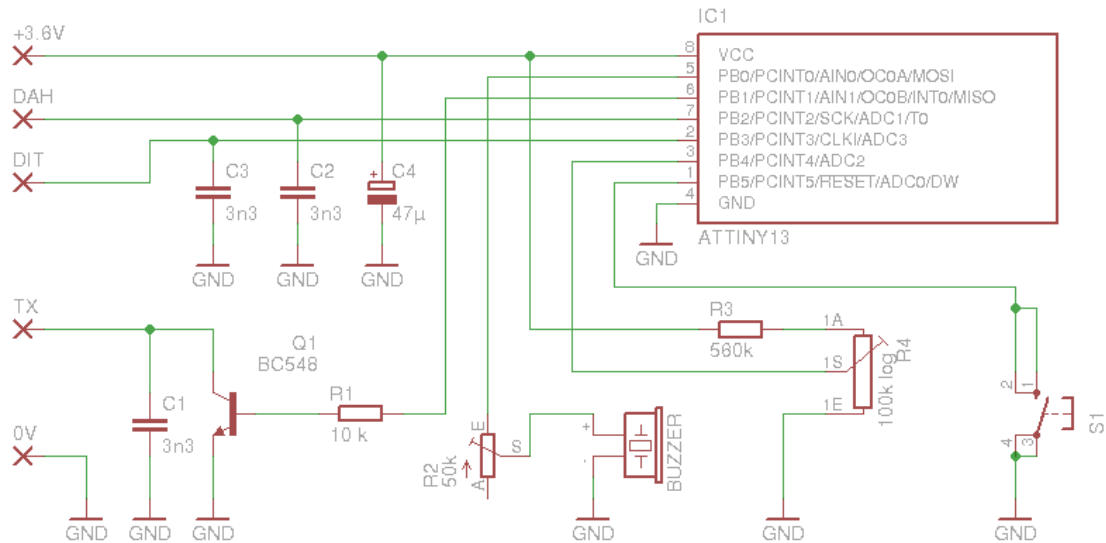 IC1
+3.6V
8 VCC
5 PB0/PCINT0/AIN0/OC0A/MOSI
6 PB1/PCINT1/AIN1/OC0B/INT0/MISO
DAH
7 PB2/PCINT2/SCK/ADC1/T0
2 PB3/PCINT3/CLKI/ADC3
DIT
3 PB4/PCINT4/ADC2
1 PB5/PCINT5/RESET/ADC0/DW
4 GND
C3
3n3
C2
3n3
+
C4
47µ
ATTINY13
GND
GND
GND
GND
TX
Q1
BC548
R3
560k
1A
1S
1E
R4
100k log
C1
3n3
R1
10 k
E
S
A
R2
50k
+
-
BUZZER
2
1
4
3
S1
0V
GND
GND
GND
GND
GND
GND